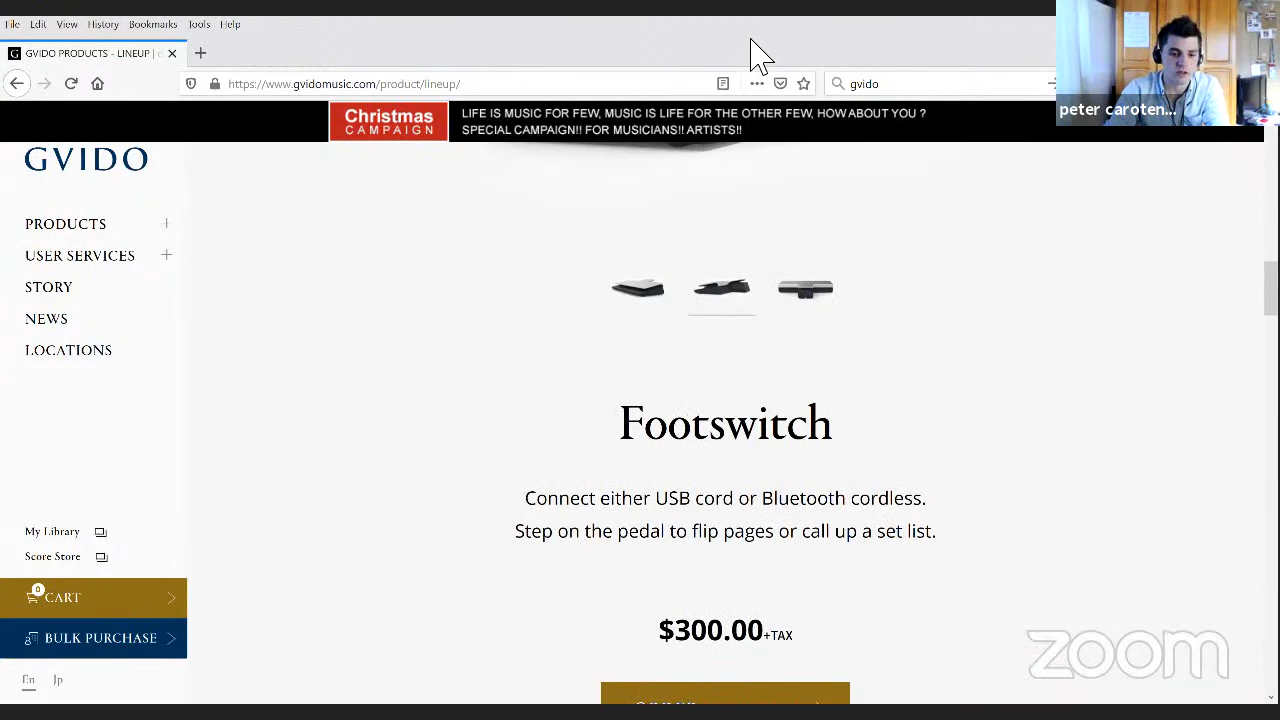 File Edit View History Bookmarks Tools Help
GVIDO PRODUCTS - LINEUP |
https://www.gvidomusic.com/product/lineup/
gvido
peter caroten...
Christmas
CAMPAIGN
LIFE IS MUSIC FOR FEW, MUSIC IS LIFE FOR THE OTHER FEW, HOW ABOUT YOU ?
SPECIAL CAMPAIGN!! FOR MUSICIANS!! ARTISTS!!
GVIDO
PRODUCTS
USER SERVICES
STORY
NEWS
LOCATIONS
My Library
Score Store
0
CART
BULK PURCHASE
En Jp
Footswitch
Connect either USB cord or Bluetooth cordless.
Step on the pedal to flip pages or call up a set list.
$300.00+TAX
zoom